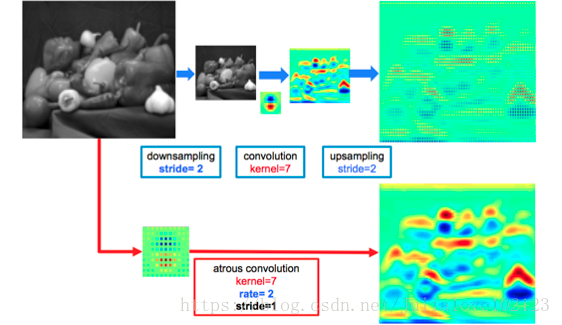 downsampling
stride= 2
convolution
kernel=7
upsampling
stride=2
atrous convolution
kernel=7
rate= 2
stride=1